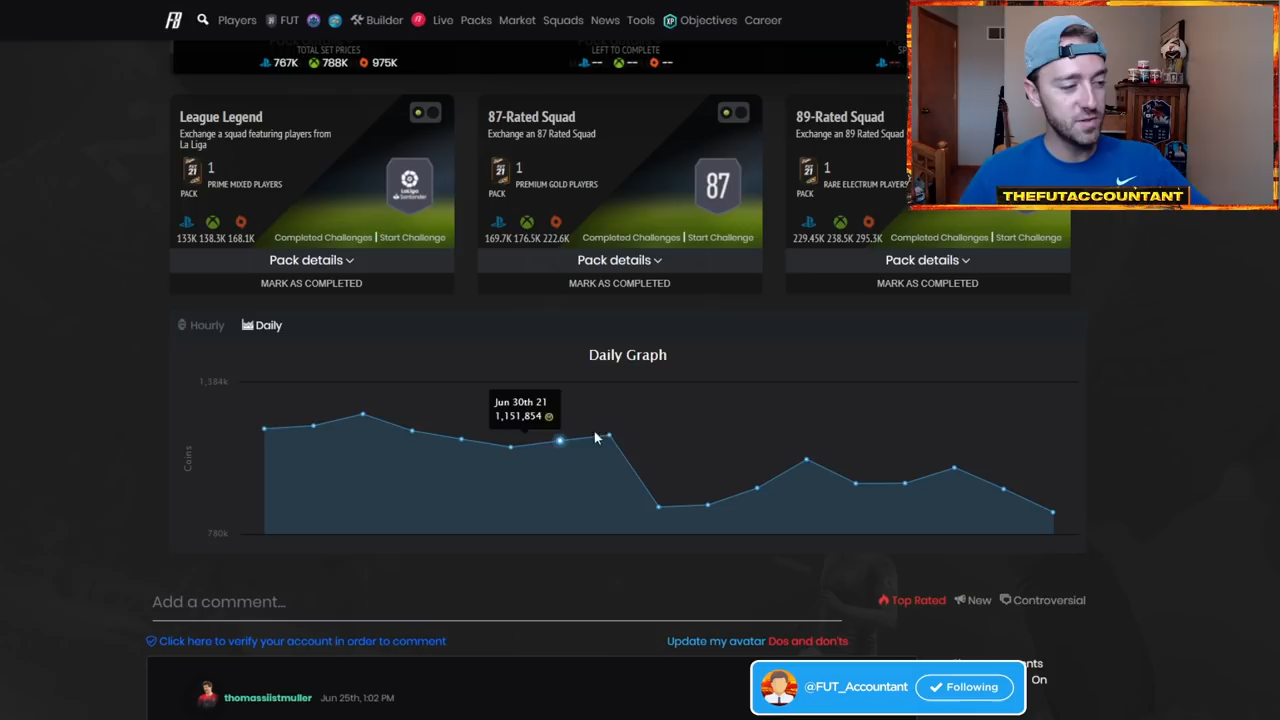 Players FUT Builder Live Packs Market Squads News Tools XP Objectives Career
TOTAL SET PRICES
767K 788K 975K
LEFT TO COMPLETE
-- -- --
--
League Legend
Exchange a squad featuring players from
La Liga
1
PACK PRIME MIXED PLAYERS
LaLiga
Santander
133K 138.3K 168.1K Completed Challenges | Start Challenge
Pack details
MARK AS COMPLETED
87-Rated Squad
Exchange an 87 Rated Squad
1
PACK PREMIUM GOLD PLAYERS
87
169.7K 176.5K 222.6K Completed Challenges | Start Challenge
Pack details
MARK AS COMPLETED
89-Rated Squad
Exchange an 89 Rated Squad
1
PACK RARE ELECTRUM PLAYERS
229.45K 238.5K 295.3K Completed Challenges | Start Challenge
Pack details
MARK AS COMPLETED
THEFUTACCOUNTANT
Hourly Daily
Daily Graph
1,384k
Jun 30th 21
1,151,854
Coins
780k
Add a comment...
Top Rated New Controversial
Click here to verify your account in order to comment
Update my avatar Dos and don'ts
thomassiistmuller Jun 25th, 1:02 PM
@FUT_Accountant Following
nts
On